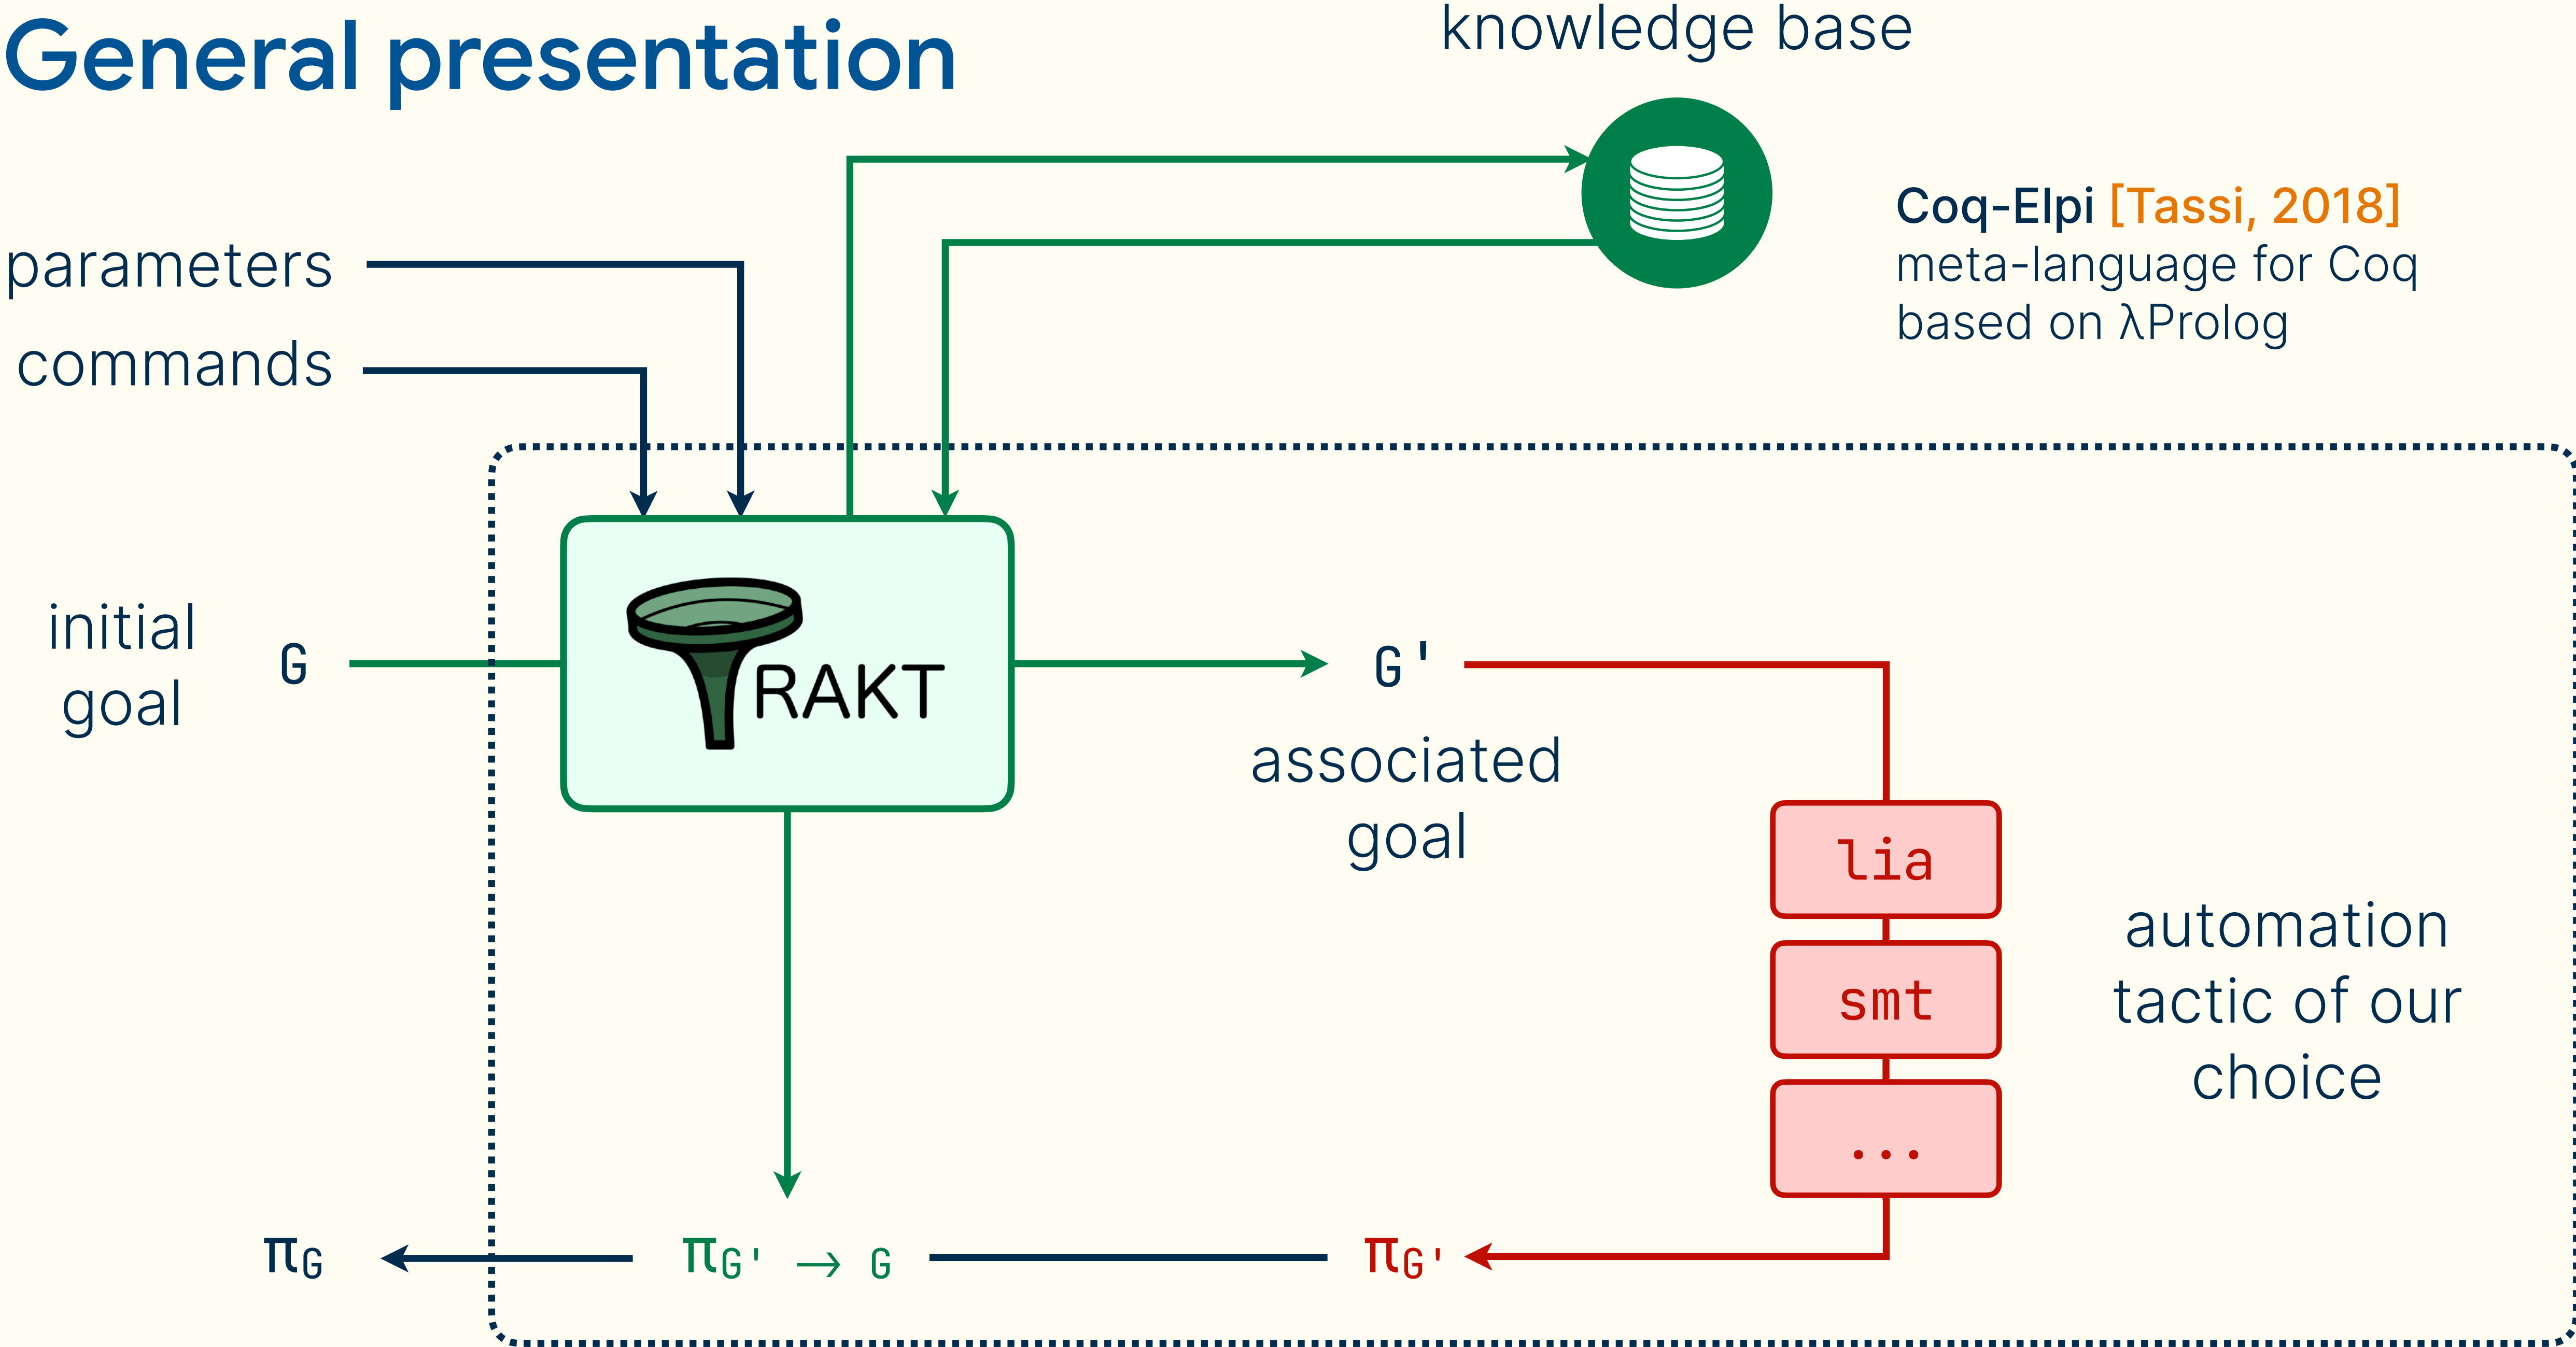 General presentation
knowledge base
Coq-Elpi [Tassi, 2018]
meta-language for Coq
based on λProlog
parameters
commands
initial
goal
G
RAKT
G'
associated
goal
lia
smt
...
automation
tactic of our
choice
πG
πG' → G
πG'